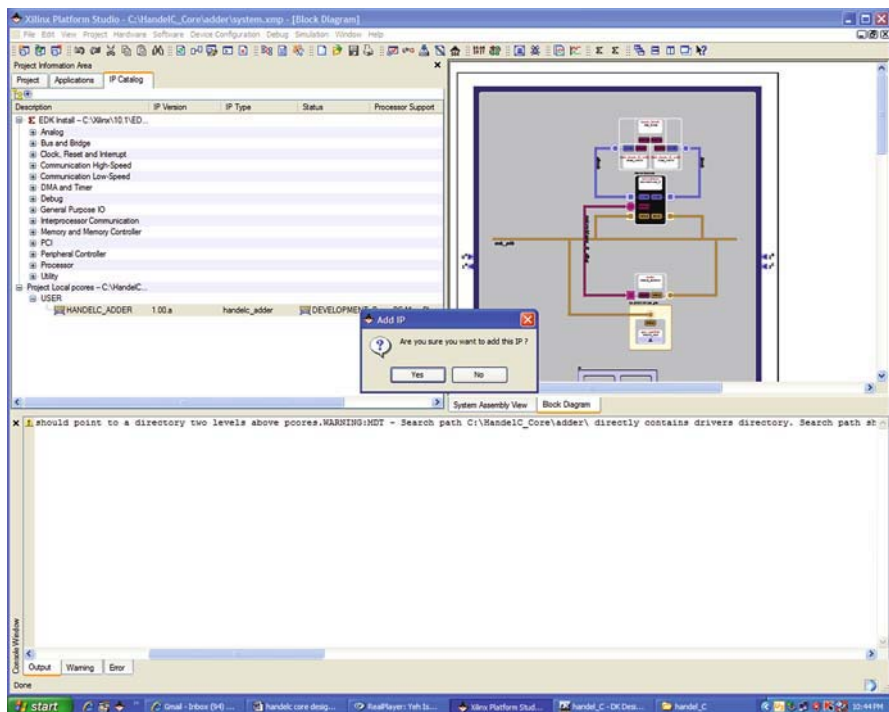 Xilinx Platform Studio - C:\HandelC_Core\adder\system.xmp - [Block Diagram]
File Edit View Project Hardware Software Device Configuration Debug Simulation Window Help
Project Information Area
Project Applications IP Catalog
Description IP Version IP Type Status Processor Support
EDK Install - C:\Xilinx\10.1\ED...
Analog
Bus and Bridge
Clock, Reset and Interrupt
Communication High-Speed
Communication Low-Speed
DMA and Timer
Debug
General Purpose IO
Interprocessor Communication
Memory and Memory Controller
PCI
Peripheral Controller
Processor
Utility
Project Local pcores - C:\HandelC...
USER
HANDELC_ADDER 1.00.a handelc_adder DEVELOPMENT
Add IP
Are you sure you want to add this IP ?
Yes No
System Assembly View Block Diagram
should point to a directory two levels above pcores.WARNING:MDT - Search path C:\HandelC_Core\adder\ directly contains drivers directory. Search path sh
Console Window
Output Warning Error
Done
start Gmail - Inbox (94) ... handelc core desig... RealPlayer: Yeh Is... Xilinx Platform Stud... handel_C - DK Des... handel_C 10:44 PM